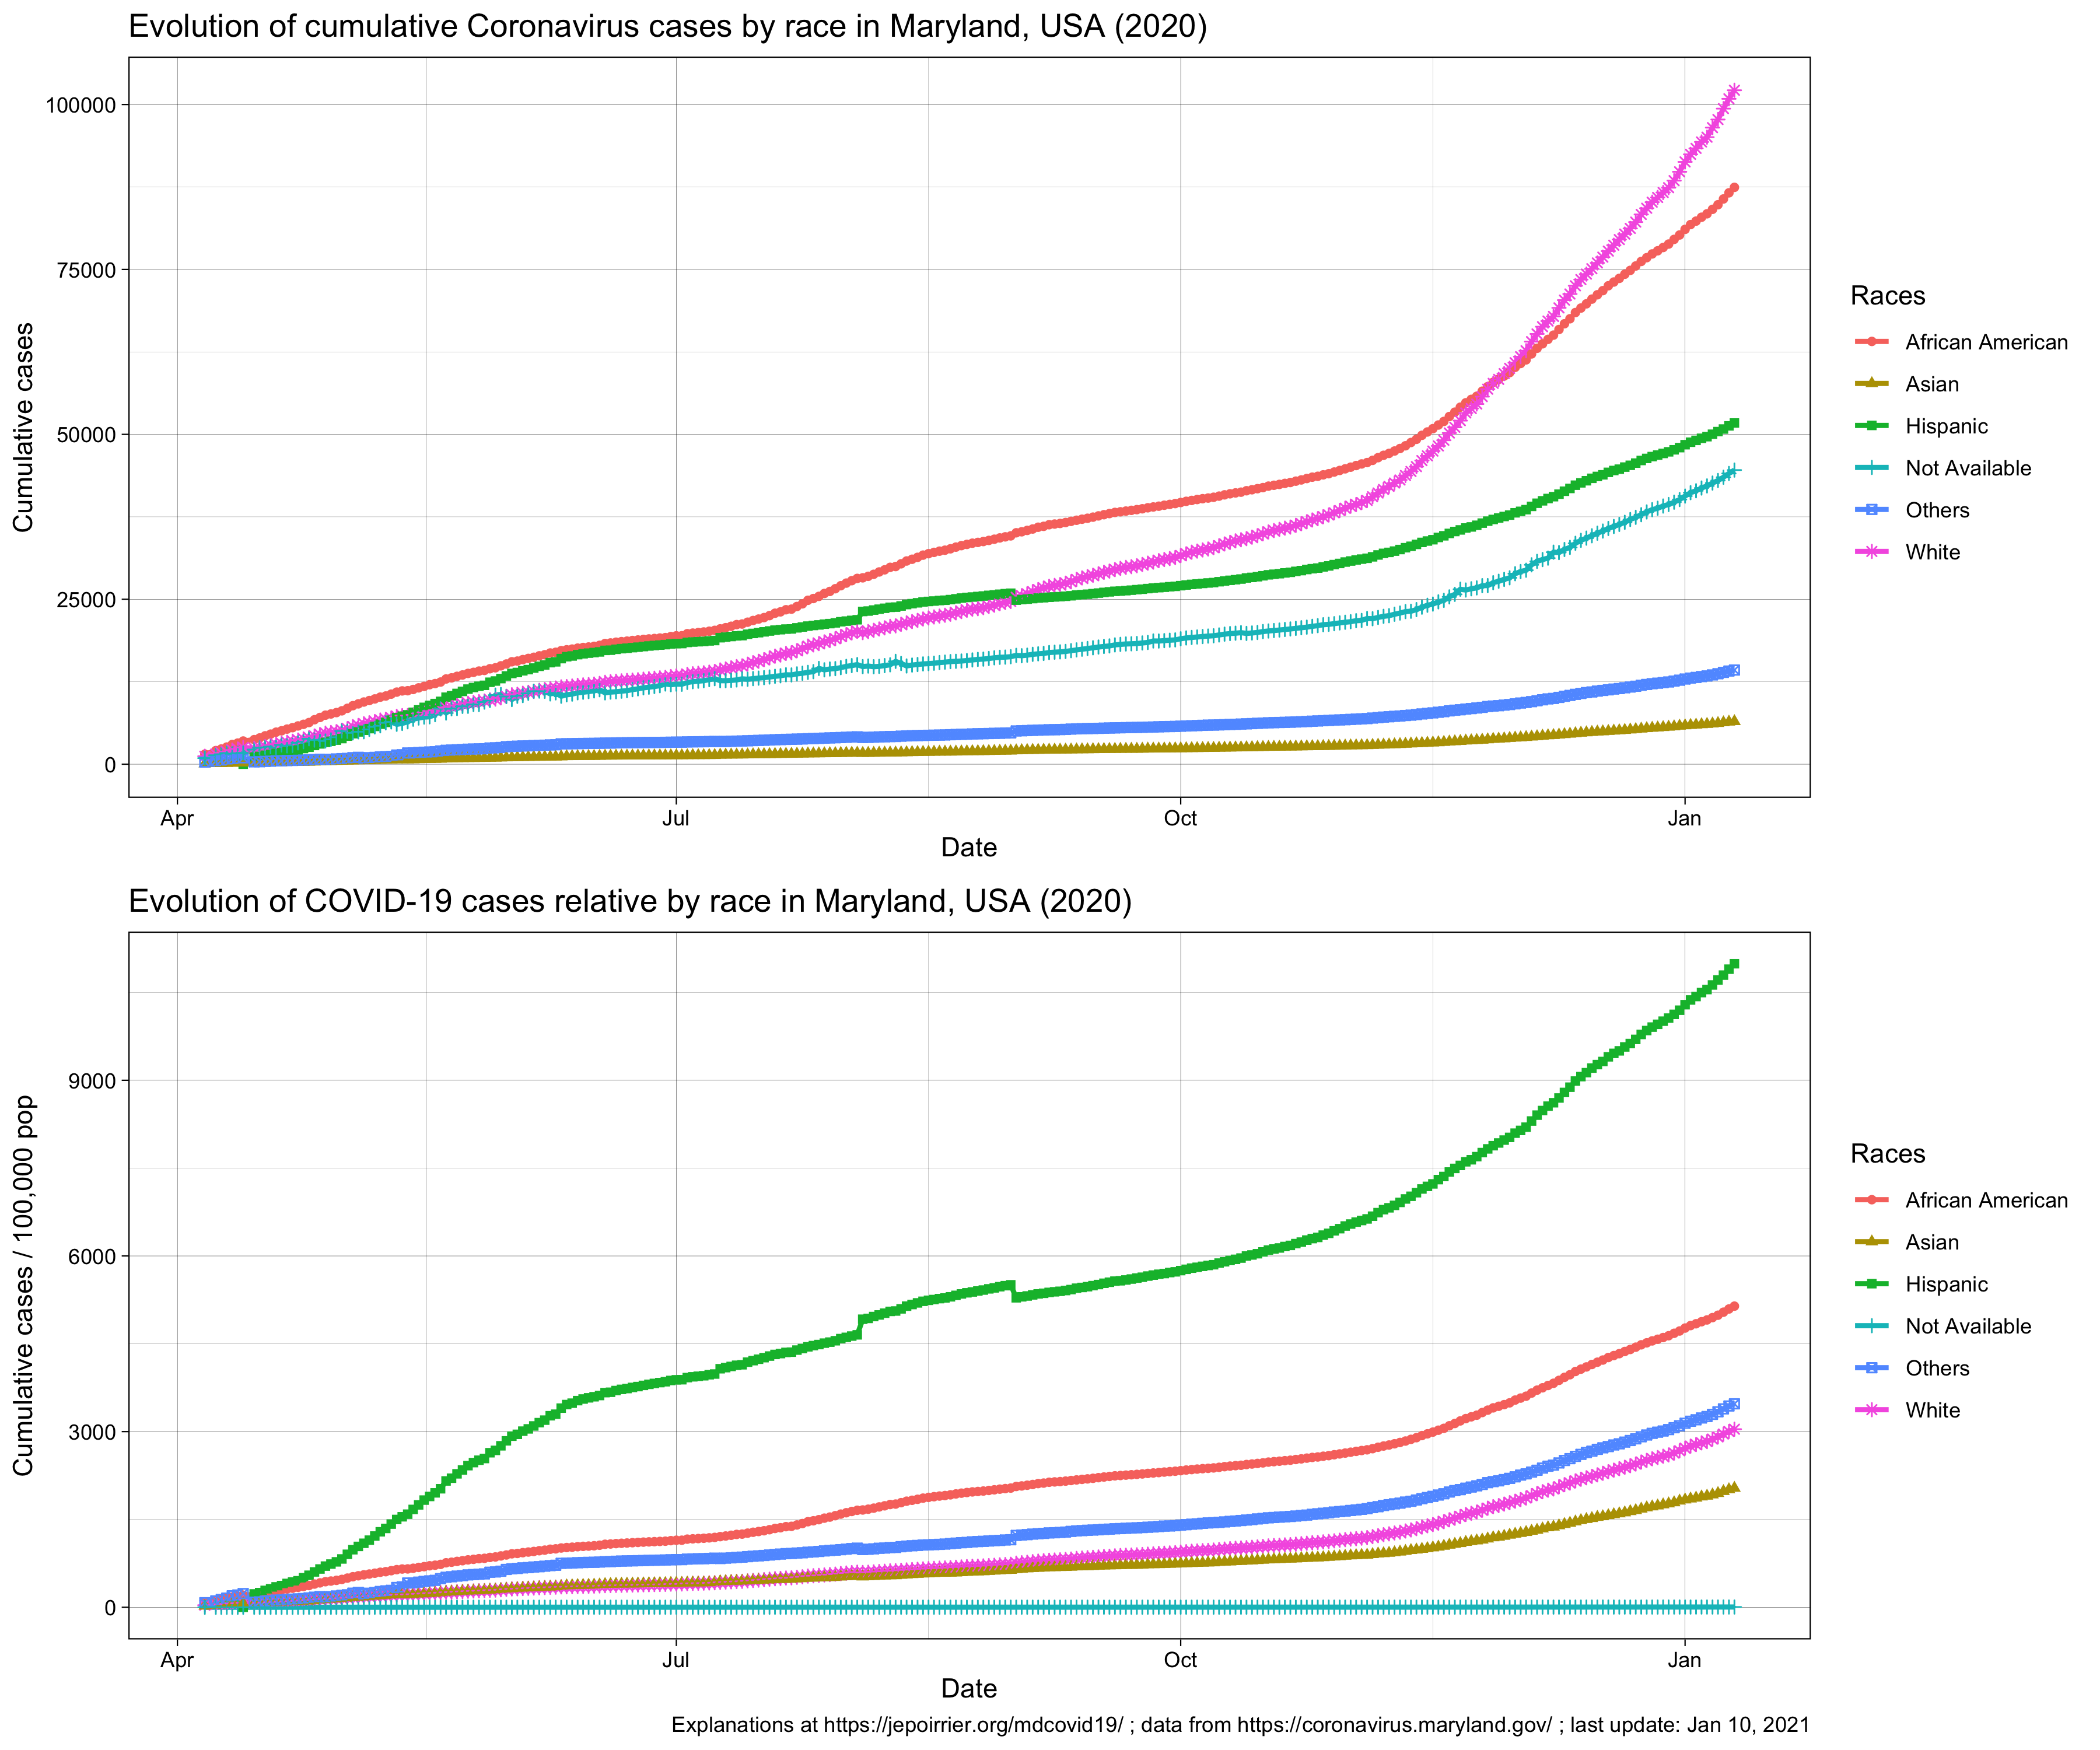 Evolution of cumulative Coronavirus cases by race in Maryland, USA (2020)
Cumulative cases
100000
75000
50000
25000
0
Apr
Jul
Oct
Jan
Date
Races
African American
Asian
Hispanic
Not Available
Others
White
Evolution of COVID-19 cases relative by race in Maryland, USA (2020)
Cumulative cases / 100,000 pop
9000
6000
3000
0
Apr
Jul
Oct
Jan
Date
Races
African American
Asian
Hispanic
Not Available
Others
White
Explanations at https://jepoirrier.org/mdcovid19/ ; data from https://coronavirus.maryland.gov/ ; last update: Jan 10, 2021